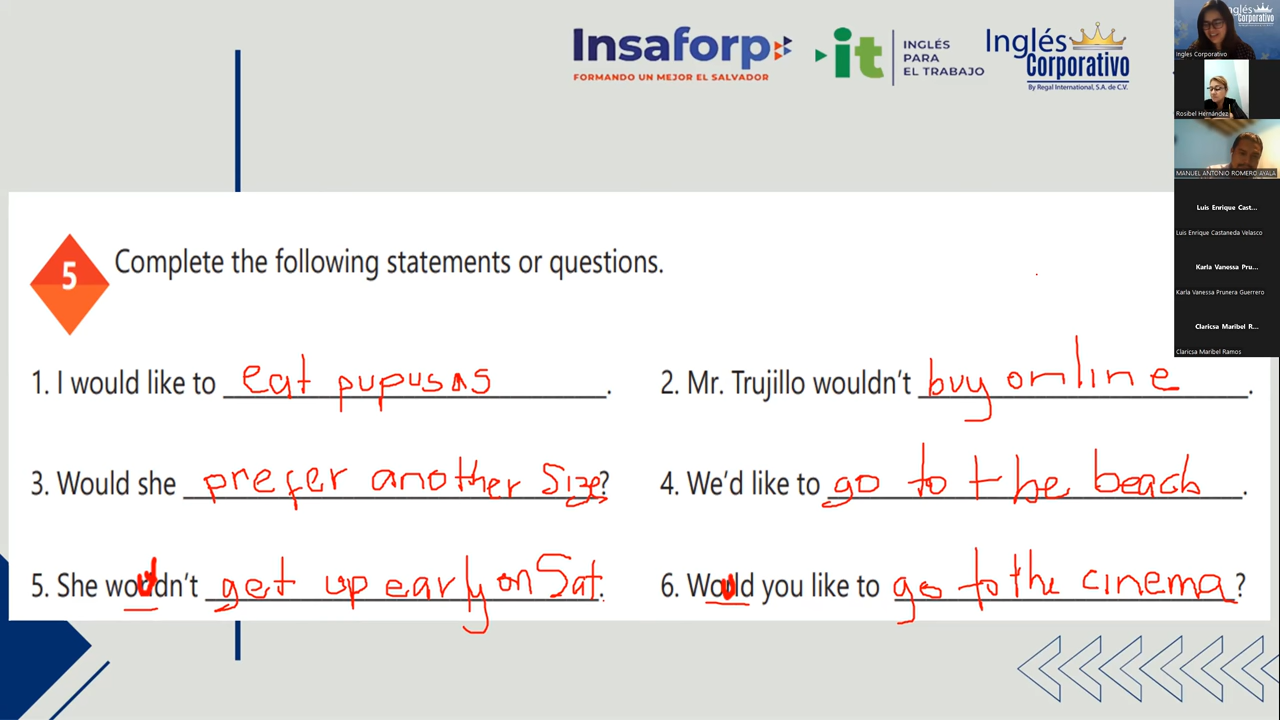 Insaforp
FORMANDO UN MEJOR EL SALVADOR
it INGLÉS PARA EL TRABAJO
Inglés Corporativo
By Regal International, S.A. de C.V.
Inglés Corporativo
Ingles Corporativo
Rosibel Hernández
MANUEL ANTONIO ROMERO AYALA
Luis Enrique Cast...
Luis Enrique Castaneda Velasco
Karla Vanessa Pru...
Karla Vanessa Prunera Guerrero
Claricsa Maribel R...
Claricsa Maribel Ramos
5 Complete the following statements or questions.
1. I would like to eat pupusas.
2. Mr. Trujillo wouldn't buy online.
3. Would she prefer another size?
4. We'd like to go to the beach.
5. She wouldn't get up early on Sat.
6. Would you like to go to the cinema?